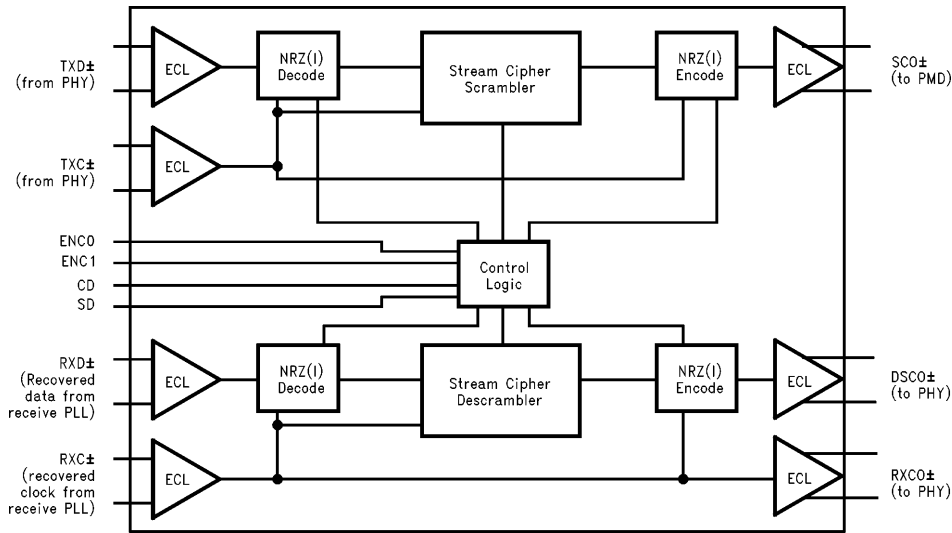 TXD±
(from PHY)
ECL
NRZ(I)
Decode
Stream Cipher
Scrambler
NRZ(I)
Encode
ECL
SCO±
(to PMD)
TXC±
(from PHY)
ECL
ENC0
ENC1
CD
SD
Control
Logic
RXD±
(Recovered
data from
receive PLL)
ECL
NRZ(I)
Decode
Stream Cipher
Descrambler
NRZ(I)
Encode
ECL
DSCO±
(to PHY)
RXC±
(recovered
clock from
receive PLL)
ECL
ECL
RXCO±
(to PHY)